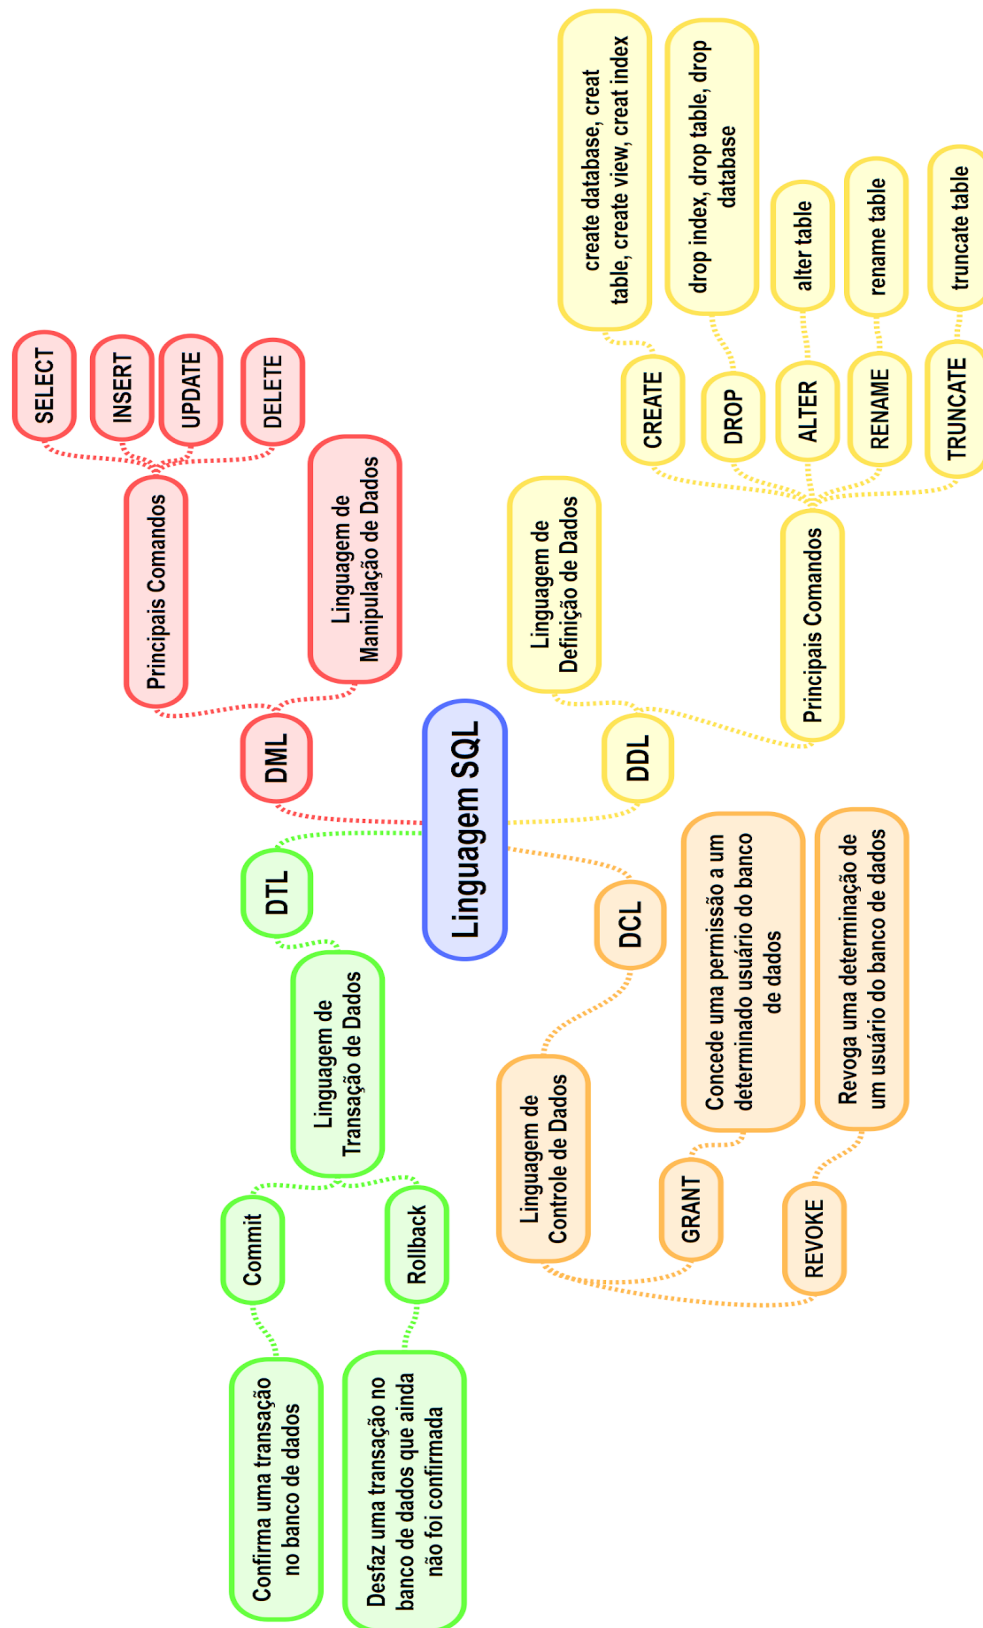 Linguagem SQL
DML
Principais Comandos
SELECT
INSERT
UPDATE
DELETE
Linguagem de
Manipulação de Dados
DDL
Linguagem de
Definição de Dados
Principais Comandos
CREATE
create database, creat
table, create view, creat index
DROP
drop index, drop table, drop
database
ALTER
alter table
RENAME
rename table
TRUNCATE
truncate table
DTL
Linguagem de
Transação de Dados
Commit
Confirma uma transação
no banco de dados
Rollback
Desfaz uma transação no
banco de dados que ainda
não foi confirmada
DCL
Linguagem de
Controle de Dados
GRANT
Concede uma permissão a um
determinado usuário do banco
de dados
REVOKE
Revoga uma determinação de
um usuário do banco de dados